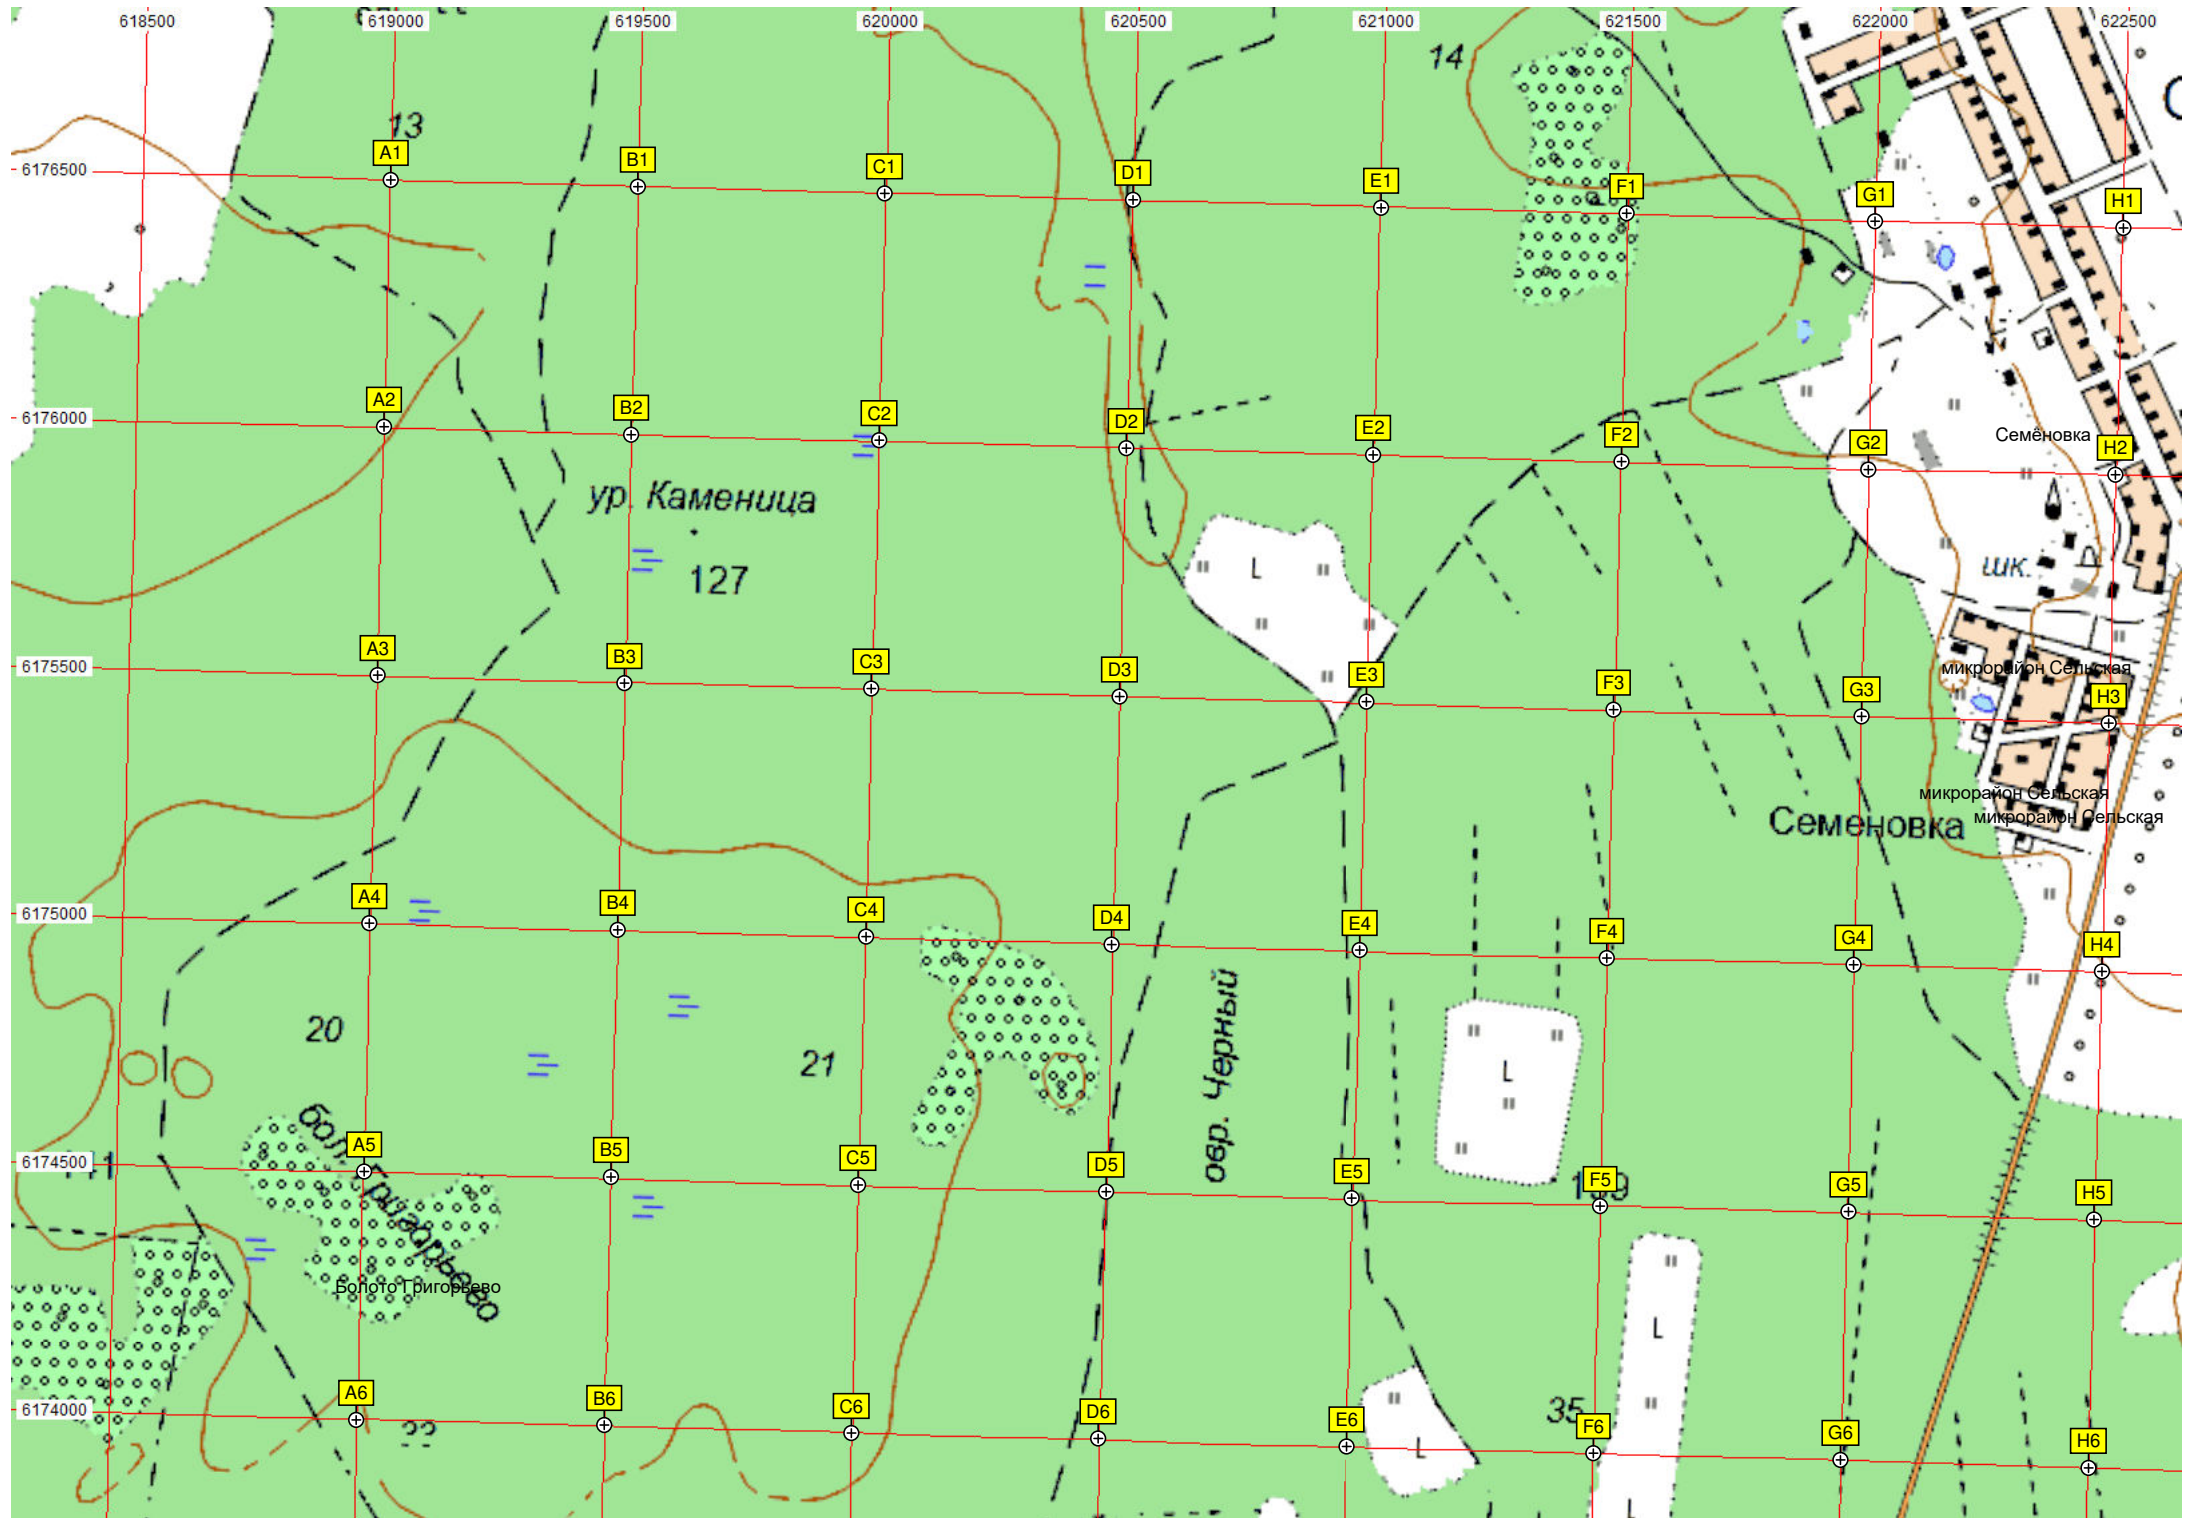 618500 619000 619500 620000 620500 621000 621500 622000 622500
14
13
A1 B1 C1 D1 E1 F1 G1 H1
6176500
A2 B2 C2 D2 E2 F2 G2 H2
6176000
Семёновка
ур. Каменица
127
L
шк.
A3 B3 C3 D3 E3 F3 G3 H3
6175500
микрорайон Сельская
микрорайон Сельская
микрорайон Сельская
Семеновка
A4 B4 C4 D4 E4 F4 G4 H4
6175000
20
21
овр. Черный
L
A5 B5 C5 D5 E5 F5 G5 H5
6174500
139
бол. Григорьево
Болото Григорьево
L
35
A6 B6 C6 D6 E6 F6 G6 H6
6174000
L
L